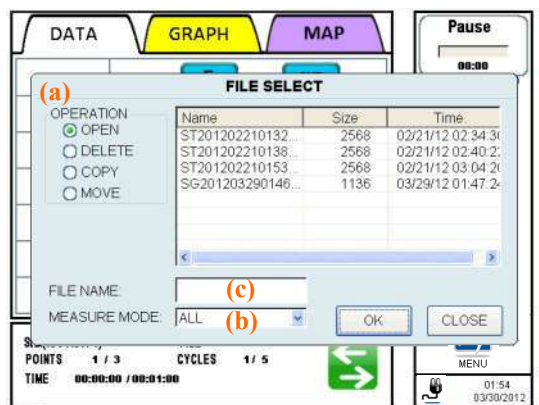 DATA GRAPH MAP Pause
00:00
(a) FILE SELECT
OPERATION
OPEN
DELETE
COPY
MOVE
Name Size Time.
ST201202210132... 2568 02/21/12 02:34:30
ST201202210138... 2568 02/21/12 02:40:2
ST201202210153... 2568 02/21/12 03:04:20
SG201203290146... 1136 03/29/12 01:47:24
FILE NAME: (c)
MEASURE MODE: ALL (b) OK CLOSE
POINTS 1 / 3 CYCLES 1 / 5
TIME 00:00:00 / 00:01:00
MENU
01:54
03/30/2012